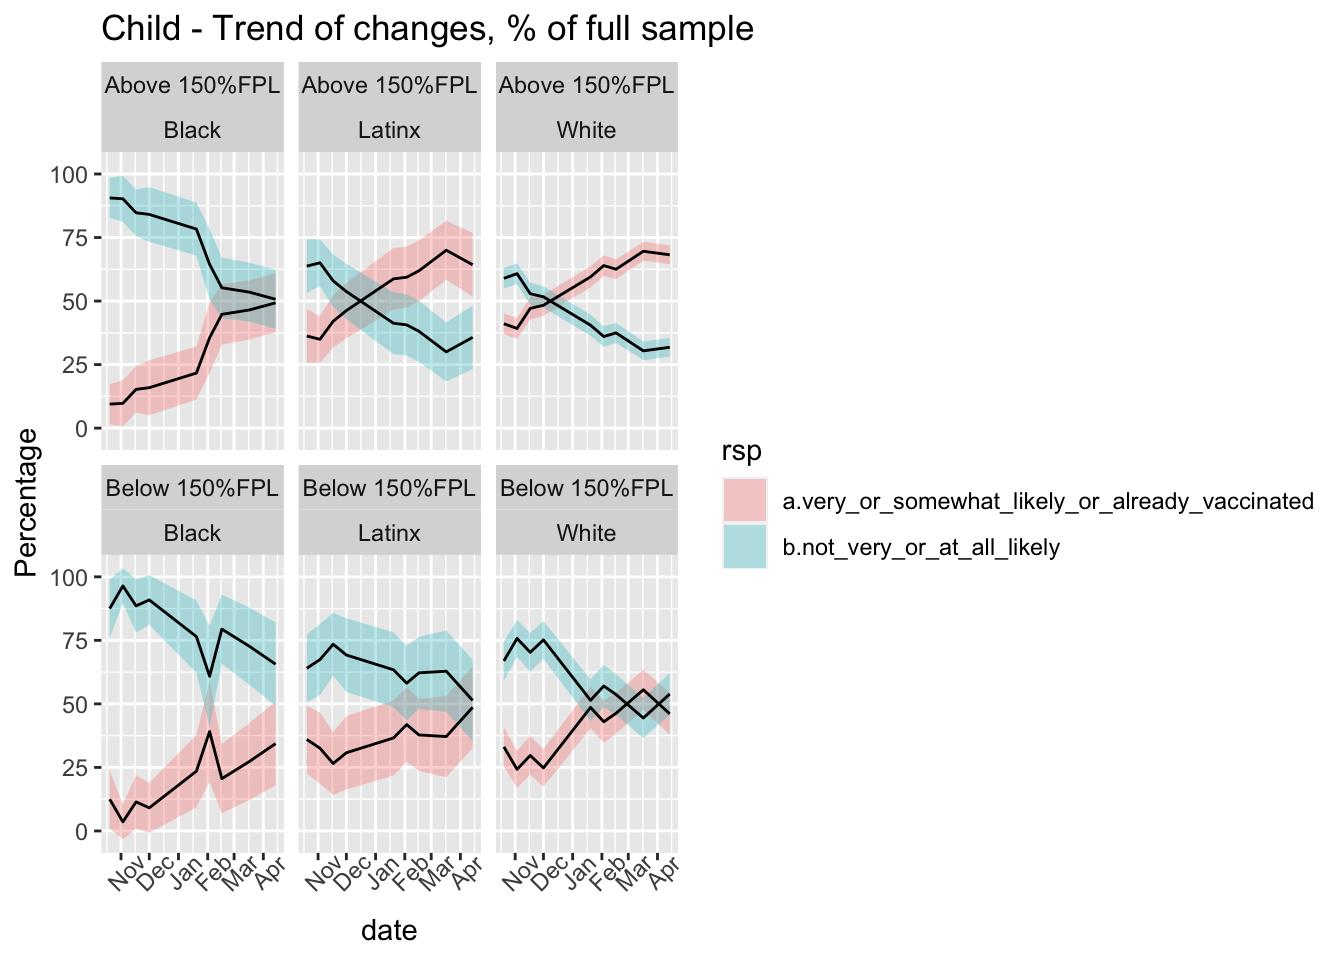 Child - Trend of changes, % of full sample
Above 150%FPL Above 150%FPL Above 150%FPL
Black Latinx White
100
75
50
25
0
Below 150%FPL Below 150%FPL Below 150%FPL
Black Latinx White
100
75
50
25
0
Nov Dec Jan Feb Mar Apr Nov Dec Jan Feb Mar Apr Nov Dec Jan Feb Mar Apr
date
Percentage
rsp
a.very_or_somewhat_likely_or_already_vaccinated
b.not_very_or_at_all_likely